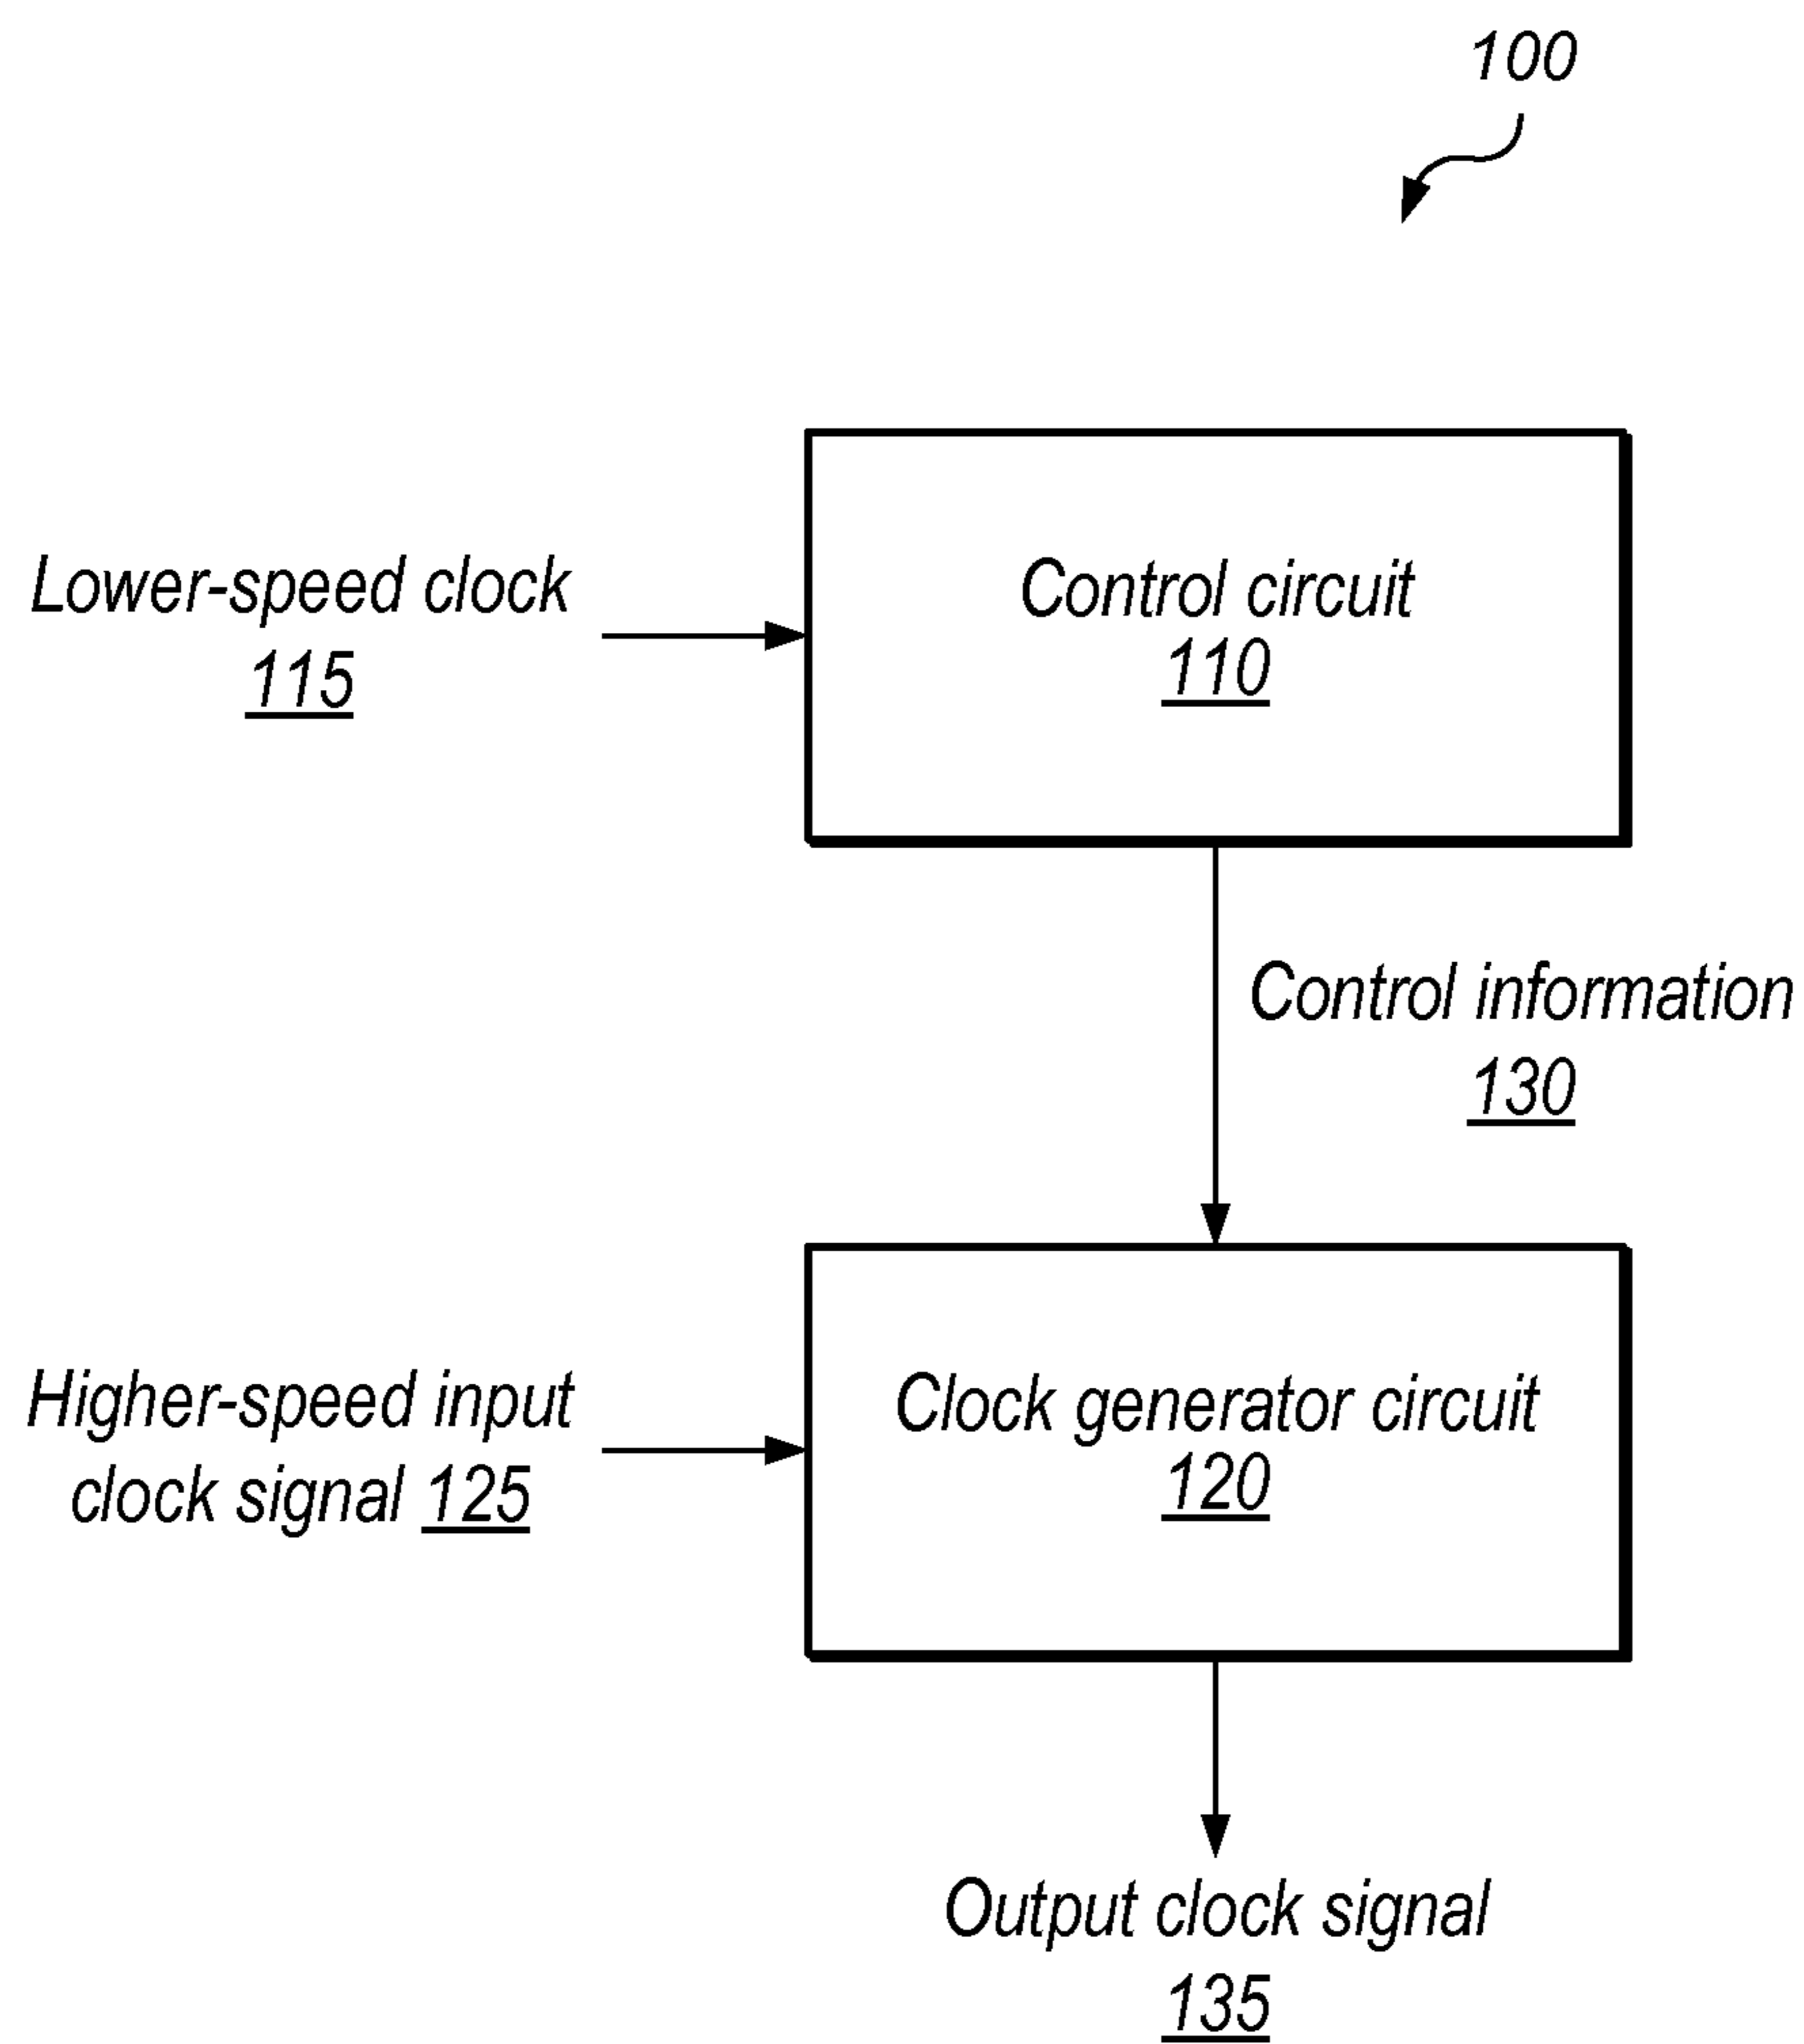 100
Lower-speed clock
115
Control circuit
110
Control information
130
Higher-speed input
clock signal 125
Clock generator circuit
120
Output clock signal
135